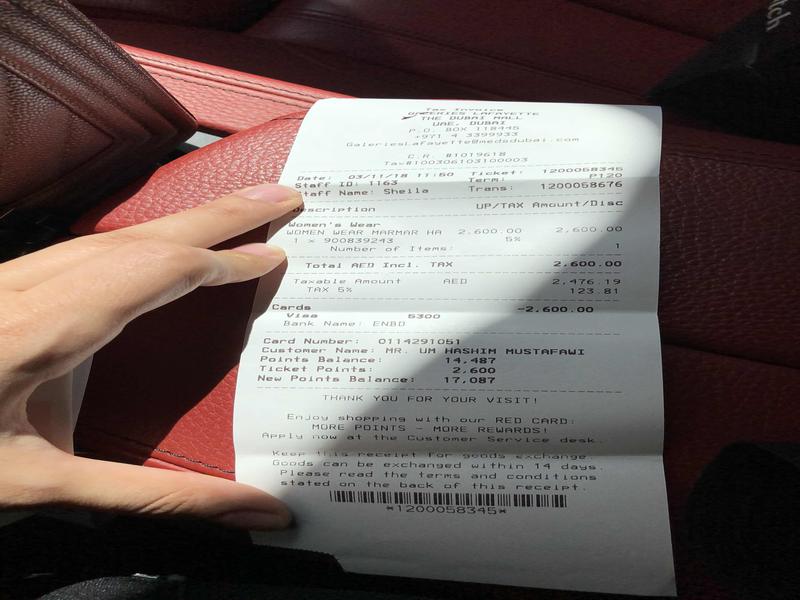 Tax Invoice
GALERIES LAFAYETTE
THE DUBAI MALL
UAE, DUBAI
P.O. BOX 118445
+971 4 3399933
GaleriesLafayette@medsdubai.com
C.R. #1019618
Tax#100306103100003
Date: 03/11/18 11:50 Ticket: 1200058345
Staff ID: 1163 Term: P120
Staff Name: Sheila Trans: 1200058676
Description UP/TAX Amount/Disc
Women's Wear
WOMEN WEAR MARMAR HA 2,600.00 2,600.00
1 x 900839243 5%
Number of Items: 1
Total AED Incl. TAX 2,600.00
Taxable Amount AED 2,476.19
TAX 5% 123.81
Cards -2,600.00
Visa 5300
Bank Name: ENBD
Card Number: 0114291051
Customer Name: MR. UM HASHIM MUSTAFAWI
Points Balance: 14,487
Ticket Points: 2,600
New Points Balance: 17,087
THANK YOU FOR YOUR VISIT!
Enjoy shopping with our RED CARD:
MORE POINTS - MORE REWARDS!
Apply now at the Customer Service desk.
Keep this receipt for goods exchange.
Goods can be exchanged within 14 days.
Please read the terms and conditions
stated on the back of this receipt.
*1200058345*